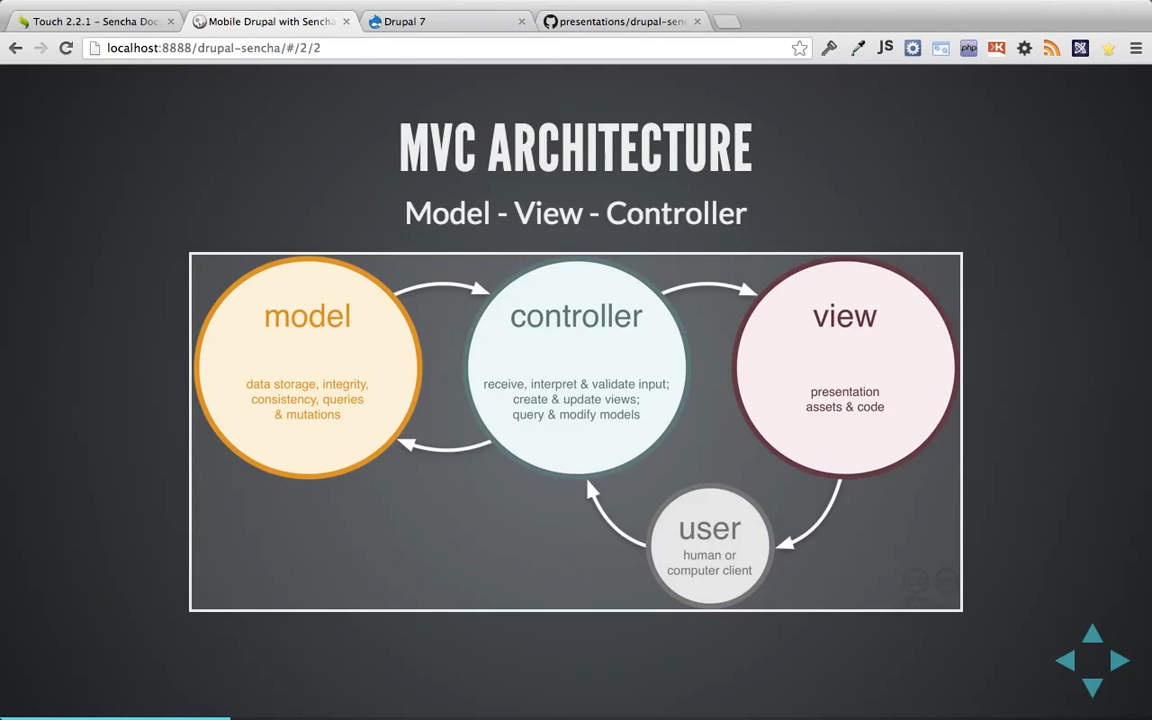 Touch 2.2.1 – Sencha Doc
Mobile Drupal with Sencha
Drupal 7
presentations/drupal-senc
localhost:8888/drupal-sencha/#/2/2
JS
php
K
MVC ARCHITECTURE
Model - View - Controller
model
data storage, integrity,
consistency, queries
& mutations
controller
receive, interpret & validate input;
create & update views;
query & modify models
view
presentation
assets & code
user
human or
computer client